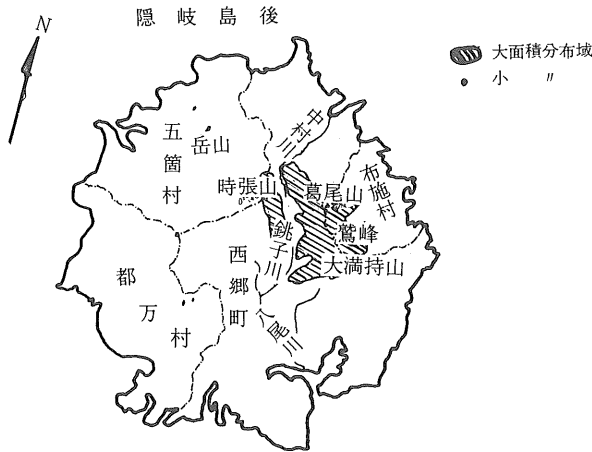 隠岐島後
N
大面積分布域
小 〃
五箇村
岳山
中村川
時張山
葛尾山
布施村
鷲峰
銚子川
大満持山
西郷町
都万村
八尾川